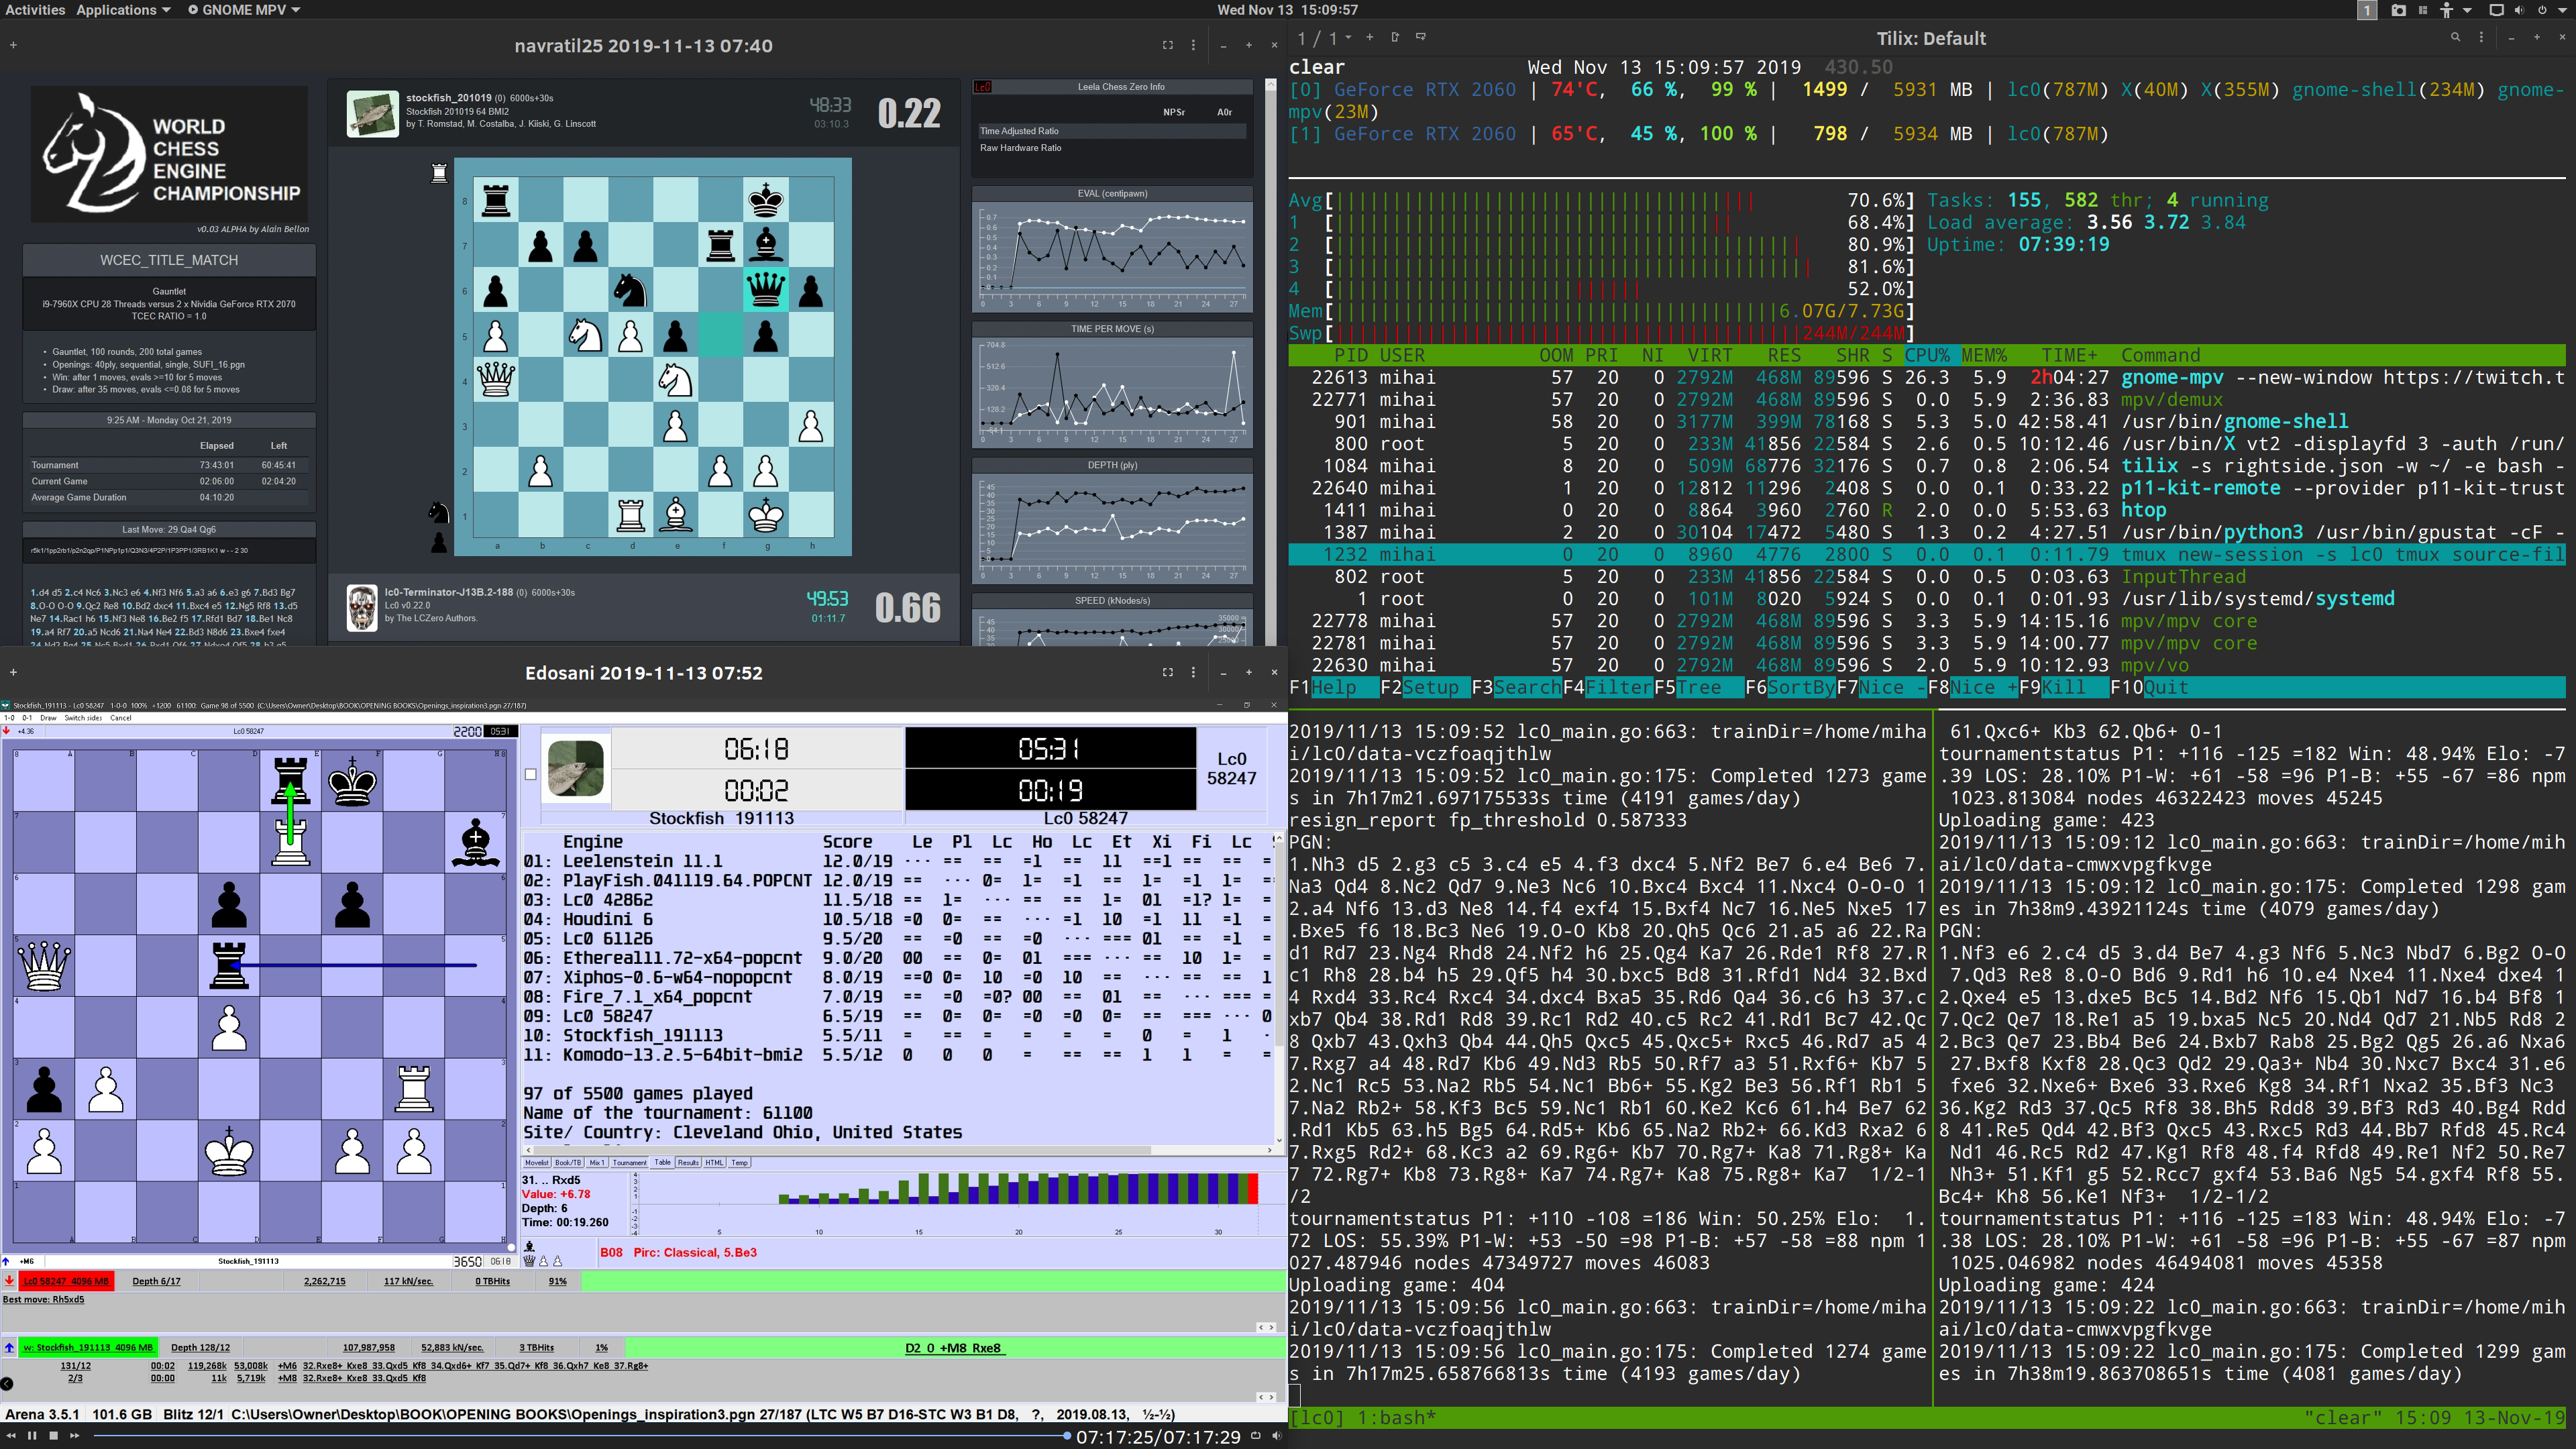 Activities Applications GNOME MPV Wed Nov 13 15:09:57 1
navratil25 2019-11-13 07:40
WORLD
CHESS
ENGINE
CHAMPIONSHIP
v0.03 ALPHA by Alain Bellon
WCEC_TITLE_MATCH
Gauntlet
i9-7960X CPU 28 Threads versus 2 x Nvidia GeForce RTX 2070
TCEC RATIO = 1.0
• Gauntlet, 100 rounds, 200 total games
• Openings: 40ply, sequential, single, SUFI_16.pgn
• Win: after 1 moves, evals >=10 for 5 moves
• Draw: after 35 moves, evals <=0.08 for 5 moves
9:25 AM - Monday Oct 21, 2019
Elapsed Left
Tournament 73:43:01 60:45:41
Current Game 02:06:00 02:04:20
Average Game Duration 04:10:20
Last Move: 29.Qa4 Qg6
r5k1/1pp2rb1/p2n2qp/P1NPp1p1/Q3N3/4P2P/1P3PP1/3RB1K1 w - - 2 30
1.d4 d5 2.c4 Nc6 3.Nc3 e6 4.Nf3 Nf6 5.a3 a6 6.e3 g6 7.Bd3 Bg7
8.O-O O-O 9.Qc2 Re8 10.Bd2 dxc4 11.Bxc4 e5 12.Ng5 Rf8 13.d5
Ne7 14.Rac1 h6 15.Nf3 Ne8 16.Be2 f5 17.Rfd1 Bd7 18.Be1 Nc8
19.a4 Rf7 20.a5 Ncd6 21.Na4 Ne4 22.Bd3 N8d6 23.Bxe4 fxe4
stockfish_201019 (0) 6000s+30s
Stockfish 201019 64 BMI2
by T. Romstad, M. Costalba, J. Kiiski, G. Linscott
48:33
03:10.3
0.22
8 7 6 5 4 3 2 1
a b c d e f g h
lc0-Terminator-J13B.2-188 (0) 6000s+30s
Lc0 v0.22.0
by The LCZero Authors.
49:53
01:11.7
0.66
Lc0 Leela Chess Zero Info
NPSr A0r
Time Adjusted Ratio
Raw Hardware Ratio
EVAL (centipawn)
TIME PER MOVE (s)
DEPTH (ply)
SPEED (kNodes/s)
Edosani 2019-11-13 07:52
Stockfish_191113 - Lc0 58247 1-0-0 100% +1200 61100: Game 98 of 5500 (C:\Users\Owner\Desktop\BOOK\OPENING BOOKS\Openings_inspiration3.pgn 27/187)
1-0 0-1 Draw Switch sides Cancel
+4.36 Lc0 58247 2200 05:31
06:18 05:31
00:02 00:19
Stockfish_191113 Lc0 58247
Lc0
58247
Engine Score Le Pl Lc Ho Lc Et Xi Fi Lc
01: Leelenstein 11.1 12.0/19 ··· == == =1 == 11 ==1 == == =
02: PlayFish.041119.64.POPCNT 12.0/19 == ··· 0= 1= =1 == 1= =1 1= =
03: Lc0 42862 11.5/18 == 1= ··· == == 1= 01 =1? 1= =
04: Houdini 6 10.5/18 =0 0= == ··· =1 10 =1 11 =1 =
05: Lc0 61126 9.5/20 == =0 == =0 ··· === 01 == =1 =
06: Ethereal11.72-x64-popcnt 9.0/20 00 == 0= 01 === ··· == 10 1= =
07: Xiphos-0.6-w64-nopopcnt 8.0/19 ==0 0= 10 =0 10 == ··· == == 1
08: Fire_7.1_x64_popcnt 7.0/19 == =0 =0? 00 == 01 == ··· === =
09: Lc0 58247 6.5/19 == 0= 0= =0 =0 0= == === ··· 0
10: Stockfish_191113 5.5/11 = == = = = = 0 = 1 ·
11: Komodo-13.2.5-64bit-bmi2 5.5/12 0 0 0 = == == 1 1 = =
97 of 5500 games played
Name of the tournament: 61100
Site/ Country: Cleveland Ohio, United States
Movelist Book/TB Mix 1 Tournament Table Results HTML Temp
31. .. Rxd5
Value: +6.78
Depth: 6
Time: 00:19.260
5 10 15 20 25 30
B08 Pirc: Classical, 5.Be3
+M6 Stockfish_191113 3650 06:18
Lc0 58247 4096 MB Depth 6/17 2,262,715 117 kN/sec. 0 TBHits 91%
Best move: Rh5xd5
w: Stockfish_191113 4096 MB Depth 128/12 107,987,958 52,883 kN/sec. 3 TBHits 1% D2 0 +M8 Rxe8
131/12 00:02 119,268k 53,008k +M6 32.Rxe8+ Kxe8 33.Qxd5 Kf8 34.Qxd6+ Kf7 35.Qd7+ Kf8 36.Qxh7 Ke8 37.Rg8+
2/3 00:00 11k 5,719k +M8 32.Rxe8+ Kxe8 33.Qxd5 Kf8
Arena 3.5.1 101.6 GB Blitz 12/1 C:\Users\Owner\Desktop\BOOK\OPENING BOOKS\Openings_inspiration3.pgn 27/187 (LTC W5 B7 D16-STC W3 B1 D8, ?, 2019.08.13, ½-½)
07:17:25/07:17:29
1 / 1 Tilix: Default
clear Wed Nov 13 15:09:57 2019 430.50
[0] GeForce RTX 2060 | 74'C, 66 %, 99 % | 1499 / 5931 MB | lc0(787M) X(40M) X(355M) gnome-shell(234M) gnome-
mpv(23M)
[1] GeForce RTX 2060 | 65'C, 45 %, 100 % | 798 / 5934 MB | lc0(787M)
Avg[ 70.6%] Tasks: 155, 582 thr; 4 running
1 68.4%] Load average: 3.56 3.72 3.84
2 [ 80.9%] Uptime: 07:39:19
3 [ 81.6%]
4 [ 52.0%]
Mem[ 6.07G/7.73G]
Swp[ 244M/244M]
PID USER OOM PRI NI VIRT RES SHR S CPU% MEM% TIME+ Command
22613 mihai 57 20 0 2792M 468M 89596 S 26.3 5.9 2h04:27 gnome-mpv --new-window https://twitch.t
22771 mihai 57 20 0 2792M 468M 89596 S 0.0 5.9 2:36.83 mpv/demux
901 mihai 58 20 0 3177M 399M 78168 S 5.3 5.0 42:58.41 /usr/bin/gnome-shell
800 root 5 20 0 233M 41856 22584 S 2.6 0.5 10:12.46 /usr/bin/X vt2 -displayfd 3 -auth /run/
1084 mihai 8 20 0 509M 68776 32176 S 0.7 0.8 2:06.54 tilix -s rightside.json -w ~/ -e bash -
22640 mihai 1 20 0 12812 11296 2408 S 0.0 0.1 0:33.22 p11-kit-remote --provider p11-kit-trust
1411 mihai 0 20 0 8864 3960 2760 R 2.0 0.0 5:53.63 htop
1387 mihai 2 20 0 30104 17472 5480 S 1.3 0.2 4:27.51 /usr/bin/python3 /usr/bin/gpustat -cF -
1232 mihai 0 20 0 8960 4776 2800 S 0.0 0.1 0:11.79 tmux new-session -s lc0 tmux source-fil
802 root 5 20 0 233M 41856 22584 S 0.0 0.5 0:03.63 InputThread
1 root 0 20 0 101M 8020 5924 S 0.0 0.1 0:01.93 /usr/lib/systemd/systemd
22778 mihai 57 20 0 2792M 468M 89596 S 3.3 5.9 14:15.16 mpv/mpv core
22781 mihai 57 20 0 2792M 468M 89596 S 3.3 5.9 14:00.77 mpv/mpv core
22630 mihai 57 20 0 2792M 468M 89596 S 2.0 5.9 10:12.93 mpv/vo
F1Help F2Setup F3SearchF4FilterF5Tree F6SortByF7Nice -F8Nice +F9Kill F10Quit
2019/11/13 15:09:52 lc0_main.go:663: trainDir=/home/miha
i/lc0/data-vczfoaqjthlw
2019/11/13 15:09:52 lc0_main.go:175: Completed 1273 game
s in 7h17m21.697175533s time (4191 games/day)
resign_report fp_threshold 0.587333
PGN:
1.Nh3 d5 2.g3 c5 3.c4 e5 4.f3 dxc4 5.Nf2 Be7 6.e4 Be6 7.
Na3 Qd4 8.Nc2 Qd7 9.Ne3 Nc6 10.Bxc4 Bxc4 11.Nxc4 O-O-O 1
2.a4 Nf6 13.d3 Ne8 14.f4 exf4 15.Bxf4 Nc7 16.Ne5 Nxe5 17
.Bxe5 f6 18.Bc3 Ne6 19.O-O Kb8 20.Qh5 Qc6 21.a5 a6 22.Ra
d1 Rd7 23.Ng4 Rhd8 24.Nf2 h6 25.Qg4 Ka7 26.Rde1 Rf8 27.R
c1 Rh8 28.b4 h5 29.Qf5 h4 30.bxc5 Bd8 31.Rfd1 Nd4 32.Bxd
4 Rxd4 33.Rc4 Rxc4 34.dxc4 Bxa5 35.Rd6 Qa4 36.c6 h3 37.c
xb7 Qb4 38.Rd1 Rd8 39.Rc1 Rd2 40.c5 Rc2 41.Rd1 Bc7 42.Qc
8 Qxb7 43.Qxh3 Qb4 44.Qh5 Qxc5 45.Qxc5+ Rxc5 46.Rd7 a5 4
7.Rxg7 a4 48.Rd7 Kb6 49.Nd3 Rb5 50.Rf7 a3 51.Rxf6+ Kb7 5
2.Nc1 Rc5 53.Na2 Rb5 54.Nc1 Bb6+ 55.Kg2 Be3 56.Rf1 Rb1 5
7.Na2 Rb2+ 58.Kf3 Bc5 59.Nc1 Rb1 60.Ke2 Kc6 61.h4 Be7 62
.Rd1 Kb5 63.h5 Bg5 64.Rd5+ Kb6 65.Na2 Rb2+ 66.Kd3 Rxa2 6
7.Rxg5 Rd2+ 68.Kc3 a2 69.Rg6+ Kb7 70.Rg7+ Ka8 71.Rg8+ Ka
7 72.Rg7+ Kb8 73.Rg8+ Ka7 74.Rg7+ Ka8 75.Rg8+ Ka7 1/2-1
/2
tournamentstatus P1: +110 -108 =186 Win: 50.25% Elo: 1.
72 LOS: 55.39% P1-W: +53 -50 =98 P1-B: +57 -58 =88 npm 1
027.487946 nodes 47349727 moves 46083
Uploading game: 404
2019/11/13 15:09:56 lc0_main.go:663: trainDir=/home/miha
i/lc0/data-vczfoaqjthlw
2019/11/13 15:09:56 lc0_main.go:175: Completed 1274 game
s in 7h17m25.658766813s time (4193 games/day)
61.Qxc6+ Kb3 62.Qb6+ 0-1
tournamentstatus P1: +116 -125 =182 Win: 48.94% Elo: -7
.39 LOS: 28.10% P1-W: +61 -58 =96 P1-B: +55 -67 =86 npm
1023.813084 nodes 46322423 moves 45245
Uploading game: 423
2019/11/13 15:09:12 lc0_main.go:663: trainDir=/home/mih
ai/lc0/data-cmwxvpgfkvge
2019/11/13 15:09:12 lc0_main.go:175: Completed 1298 gam
es in 7h38m9.43921124s time (4079 games/day)
PGN:
1.Nf3 e6 2.c4 d5 3.d4 Be7 4.g3 Nf6 5.Nc3 Nbd7 6.Bg2 O-O
7.Qd3 Re8 8.O-O Bd6 9.Rd1 h6 10.e4 Nxe4 11.Nxe4 dxe4 1
2.Qxe4 e5 13.dxe5 Bc5 14.Bd2 Nf6 15.Qb1 Nd7 16.b4 Bf8 1
7.Qc2 Qe7 18.Re1 a5 19.bxa5 Nc5 20.Nd4 Qd7 21.Nb5 Rd8 2
2.Bc3 Qe7 23.Bb4 Be6 24.Bxb7 Rab8 25.Bg2 Qg5 26.a6 Nxa6
27.Bxf8 Kxf8 28.Qc3 Qd2 29.Qa3+ Nb4 30.Nxc7 Bxc4 31.e6
fxe6 32.Nxe6+ Bxe6 33.Rxe6 Kg8 34.Rf1 Nxa2 35.Bf3 Nc3
36.Kg2 Rd3 37.Qc5 Rf8 38.Bh5 Rdd8 39.Bf3 Rd3 40.Bg4 Rdd
8 41.Re5 Qd4 42.Bf3 Qxc5 43.Rxc5 Rd3 44.Bb7 Rfd8 45.Rc4
Nd1 46.Rc5 Rd2 47.Kg1 Rf8 48.f4 Rfd8 49.Re1 Nf2 50.Re7
Nh3+ 51.Kf1 g5 52.Rcc7 gxf4 53.Ba6 Ng5 54.gxf4 Rf8 55.
Bc4+ Kh8 56.Ke1 Nf3+ 1/2-1/2
tournamentstatus P1: +116 -125 =183 Win: 48.94% Elo: -7
.38 LOS: 28.10% P1-W: +61 -58 =96 P1-B: +55 -67 =87 npm
1025.046982 nodes 46494081 moves 45358
Uploading game: 424
2019/11/13 15:09:22 lc0_main.go:663: trainDir=/home/mih
ai/lc0/data-cmwxvpgfkvge
2019/11/13 15:09:22 lc0_main.go:175: Completed 1299 gam
es in 7h38m19.863708651s time (4081 games/day)
[lc0] 1:bash* "clear" 15:09 13-Nov-19